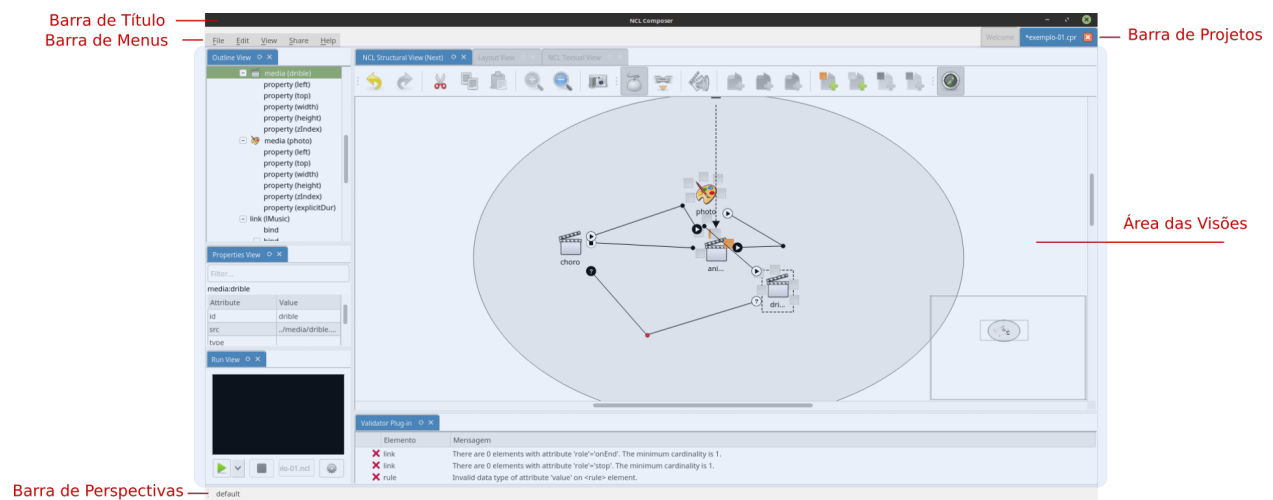 Barra de Título
NCL Composer
Barra de Menus
File Edit View Share Help
Welcome *exemplo-01.cpr
Barra de Projetos
Outline View
NCL Structural View (Next) Layout View NCL Textual View
media (drible)
property (left)
property (top)
property (width)
property (height)
property (zIndex)
media (photo)
property (left)
property (top)
property (width)
property (height)
property (zIndex)
property (explicitDur)
link (lMusic)
bind
bind
photo
choro
ani...
dri...
Área das Visões
Properties View
Filter...
media:drible
Attribute Value
id drible
src ../media/drible....
type
Run View
do-01.ncl
Validator Plug-in
Elemento Mensagem
link There are 0 elements with attribute 'role'='onEnd'. The minimum cardinality is 1.
link There are 0 elements with attribute 'role'='stop'. The minimum cardinality is 1.
rule Invalid data type of attribute 'value' on <rule> element.
Barra de Perspectivas
default